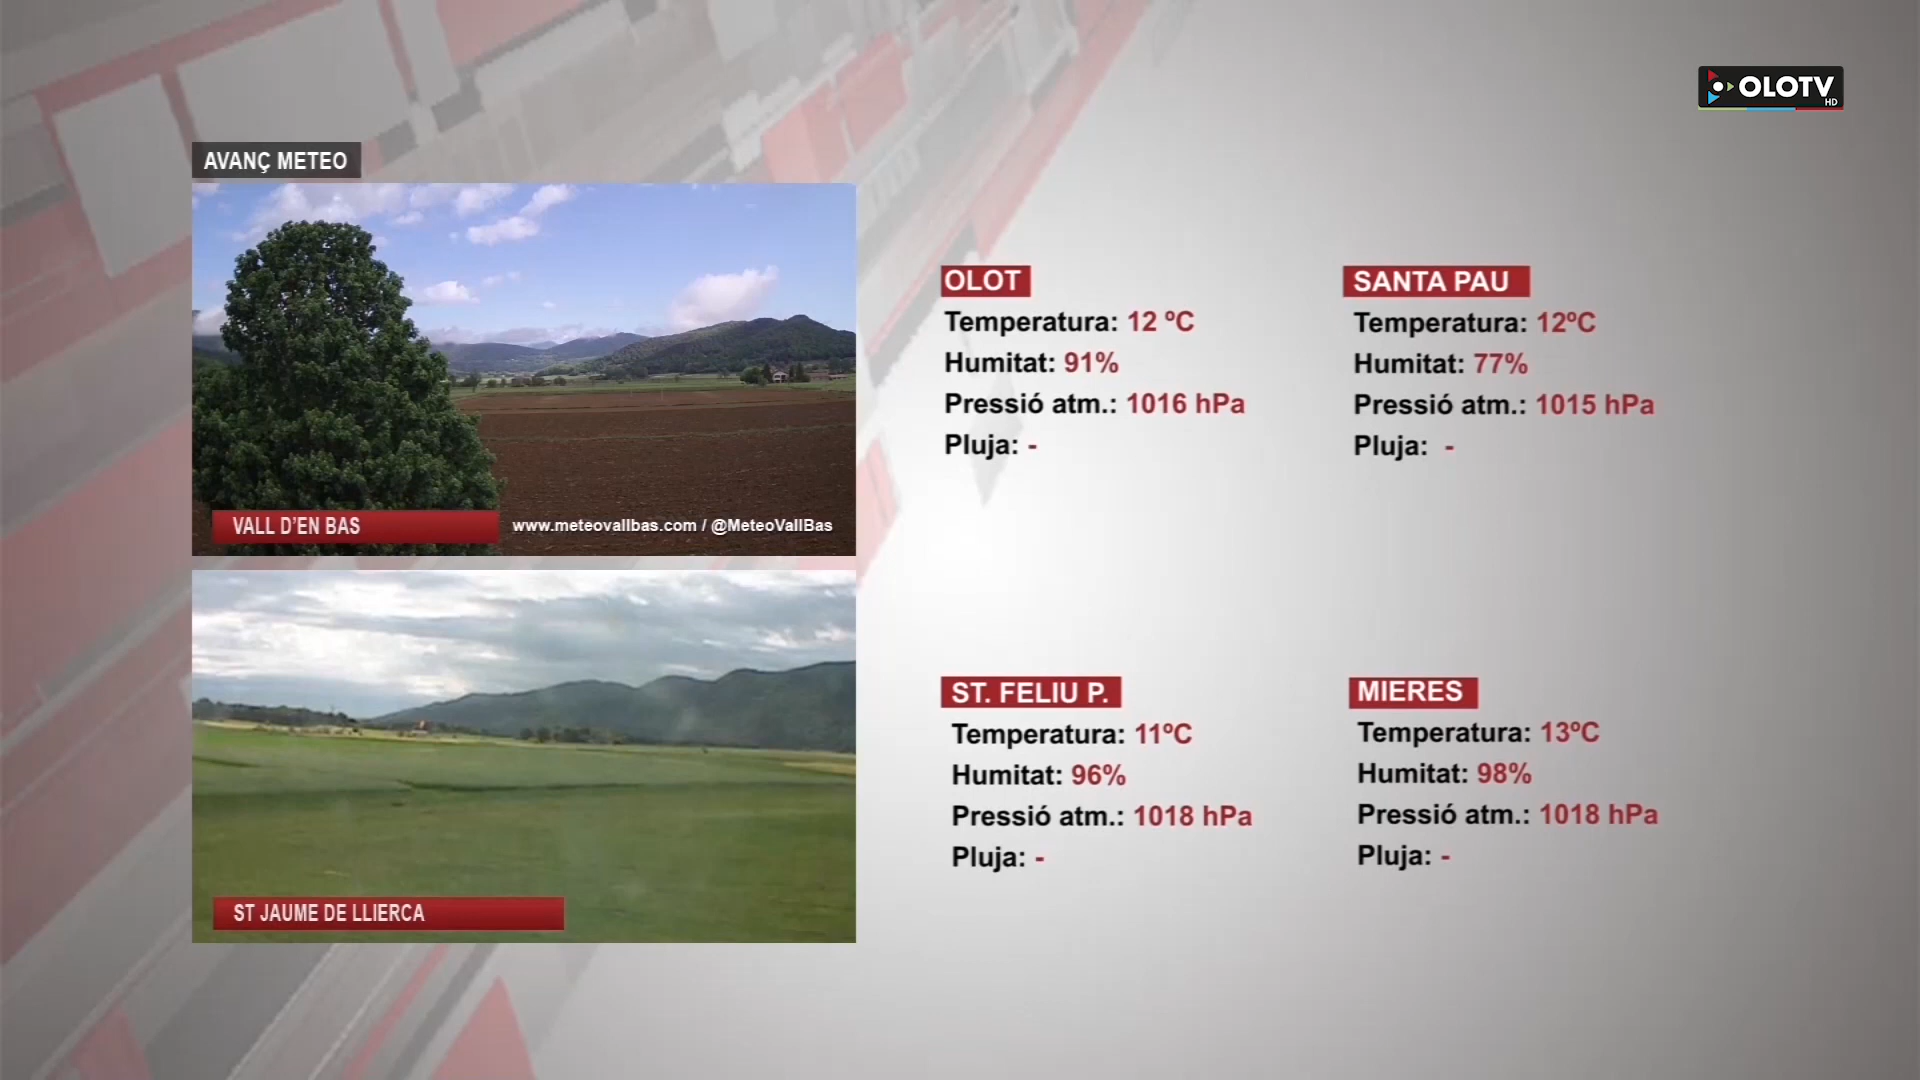 OLOTV
HD
AVANÇ METEO
VALL D'EN BAS
www.meteovallbas.com / @MeteoVallBas
ST JAUME DE LLIERCA
OLOT
Temperatura: 12 ºC
Humitat: 91%
Pressió atm.: 1016 hPa
Pluja: -
SANTA PAU
Temperatura: 12ºC
Humitat: 77%
Pressió atm.: 1015 hPa
Pluja: -
ST. FELIU P.
Temperatura: 11ºC
Humitat: 96%
Pressió atm.: 1018 hPa
Pluja: -
MIERES
Temperatura: 13ºC
Humitat: 98%
Pressió atm.: 1018 hPa
Pluja: -